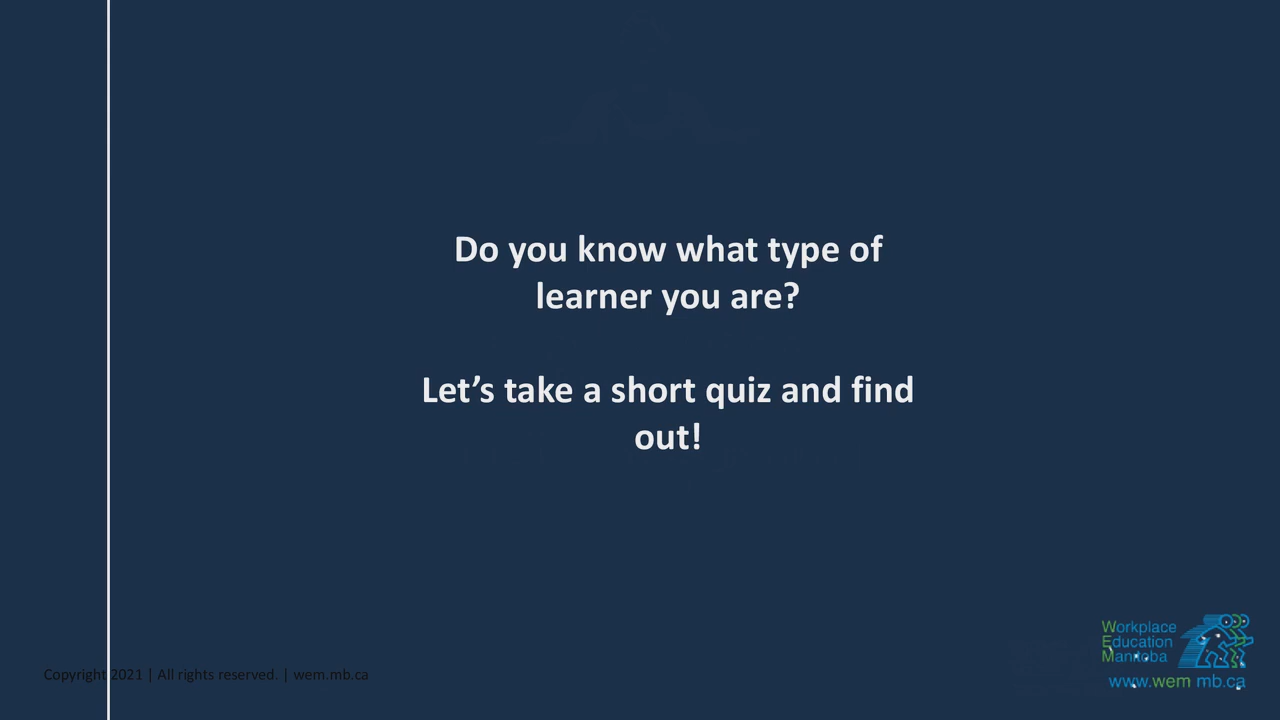 Do you know what type of
learner you are?
Let’s take a short quiz and find
out!
Workplace
Education
Manitoba
www.wem mb.ca
Copyright 2021 | All rights reserved. | wem.mb.ca